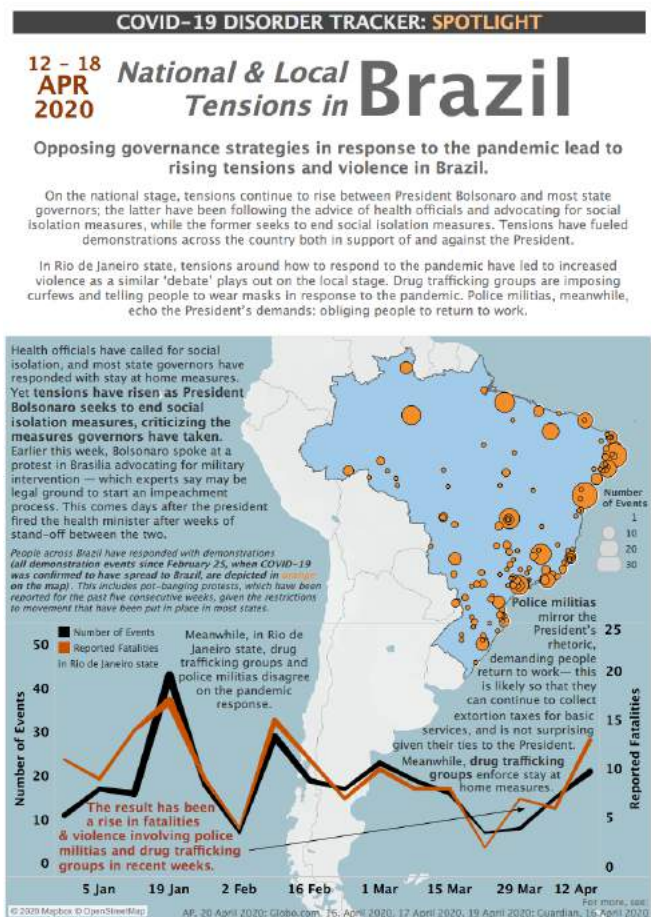 COVID-19 DISORDER TRACKER: SPOTLIGHT
12 – 18
APR
2020
National & Local
Tensions in
Brazil
Opposing governance strategies in response to the pandemic lead to
rising tensions and violence in Brazil.
On the national stage, tensions continue to rise between President Bolsonaro and most state
governors; the latter have been following the advice of health officials and advocating for social
isolation measures, while the former seeks to end social isolation measures. Tensions have fueled
demonstrations across the country both in support of and against the President.
In Rio de Janeiro state, tensions around how to respond to the pandemic have led to increased
violence as a similar 'debate' plays out on the local stage. Drug trafficking groups are imposing
curfews and telling people to wear masks in response to the pandemic. Police militias, meanwhile,
echo the President's demands: obliging people to return to work.
Health officials have called for social
isolation, and most state governors have
responded with stay at home measures.
Yet tensions have risen as President
Bolsonaro seeks to end social
isolation measures, criticizing the
measures governors have taken.
Earlier this week, Bolsonaro spoke at a
protest in Brasilia advocating for military
intervention — which experts say may be
legal ground to start an impeachment
process. This comes days after the president
fired the health minister after weeks of
stand-off between the two.
People across Brazil have responded with demonstrations
(all demonstration events since February 25, when COVID-19
was confirmed to have spread to Brazil, are depicted in orange
on the map). This includes pot-banging protests, which have been
reported for the past five consecutive weeks, given the restrictions
to movement that have been put in place in most states.
Number
of Events
1
10
20
30
Police militias
mirror the
President's
rhetoric,
demanding people
return to work— this
is likely so that they
can continue to collect
extortion taxes for basic
services, and is not surprising
given their ties to the President.
Meanwhile, drug trafficking
groups enforce stay at
home measures.
Number of Events
Reported Fatalities
in Rio de Janeiro state
Meanwhile, in Rio de
Janeiro state, drug
trafficking groups and
police militias disagree
on the pandemic
response.
The result has been
a rise in fatalities
& violence involving police
militias and drug trafficking
groups in recent weeks.
Number of Events
50
40
30
20
10
0
Reported Fatalities
25
20
15
10
5
0
5 Jan
19 Jan
2 Feb
16 Feb
1 Mar
15 Mar
29 Mar
12 Apr
© 2020 Mapbox © OpenStreetMap
For more, see:
AP, 20 April 2020; Globo.com, 16 April 2020, 17 April 2020, 19 April 2020; Guardian, 16 April 2020